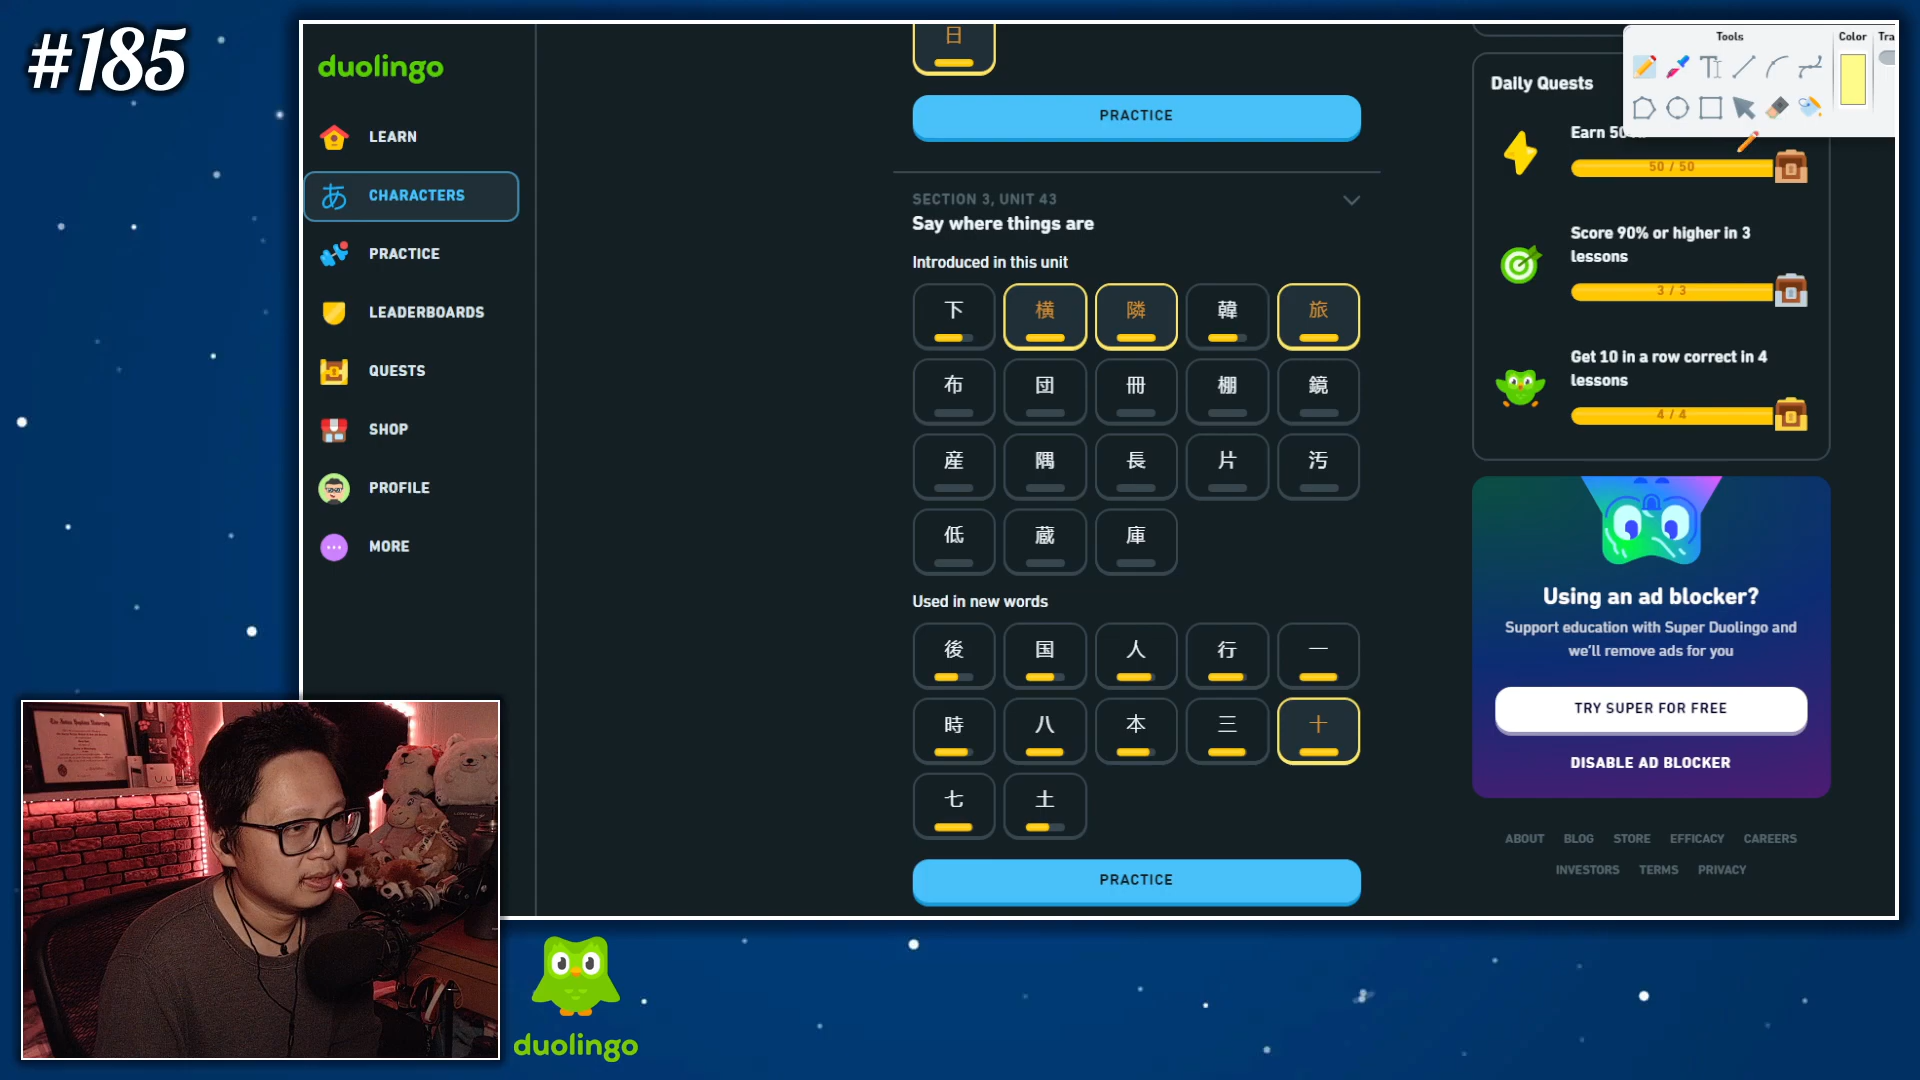 #185
duolingo
LEARN
CHARACTERS
PRACTICE
LEADERBOARDS
QUESTS
SHOP
PROFILE
MORE
日
PRACTICE
SECTION 3, UNIT 43
Say where things are
Introduced in this unit
下 横 隣 韓 旅
布 団 冊 棚 鏡
産 隅 長 片 汚
低 蔵 庫
Used in new words
後 国 人 行 一
時 八 本 三 十
七 土
PRACTICE
Tools
Color
Tra
Daily Quests
Earn 50
50 / 50
Score 90% or higher in 3
lessons
3 / 3
Get 10 in a row correct in 4
lessons
4 / 4
Using an ad blocker?
Support education with Super Duolingo and
we'll remove ads for you
TRY SUPER FOR FREE
DISABLE AD BLOCKER
ABOUT BLOG STORE EFFICACY CAREERS
INVESTORS TERMS PRIVACY
duolingo